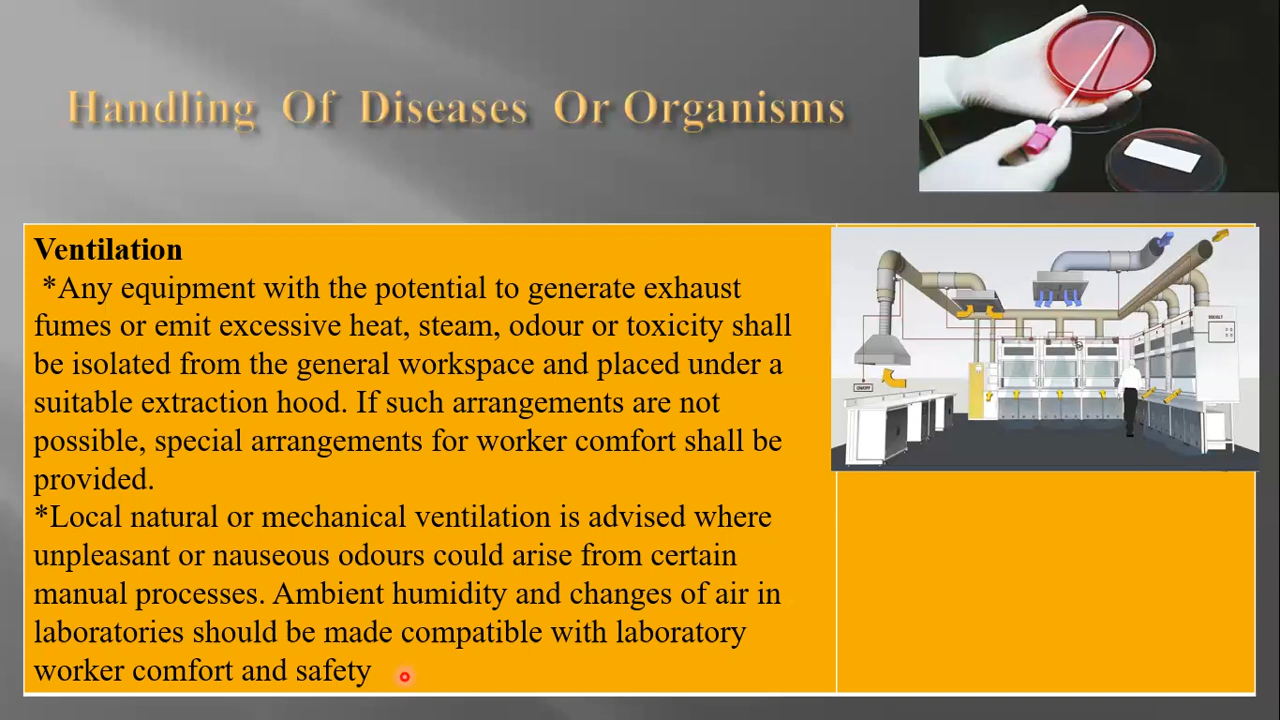 Handling Of Diseases Or Organisms
Ventilation
*Any equipment with the potential to generate exhaust
fumes or emit excessive heat, steam, odour or toxicity shall
be isolated from the general workspace and placed under a
suitable extraction hood. If such arrangements are not
possible, special arrangements for worker comfort shall be
provided.
*Local natural or mechanical ventilation is advised where
unpleasant or nauseous odours could arise from certain
manual processes. Ambient humidity and changes of air in
laboratories should be made compatible with laboratory
worker comfort and safety